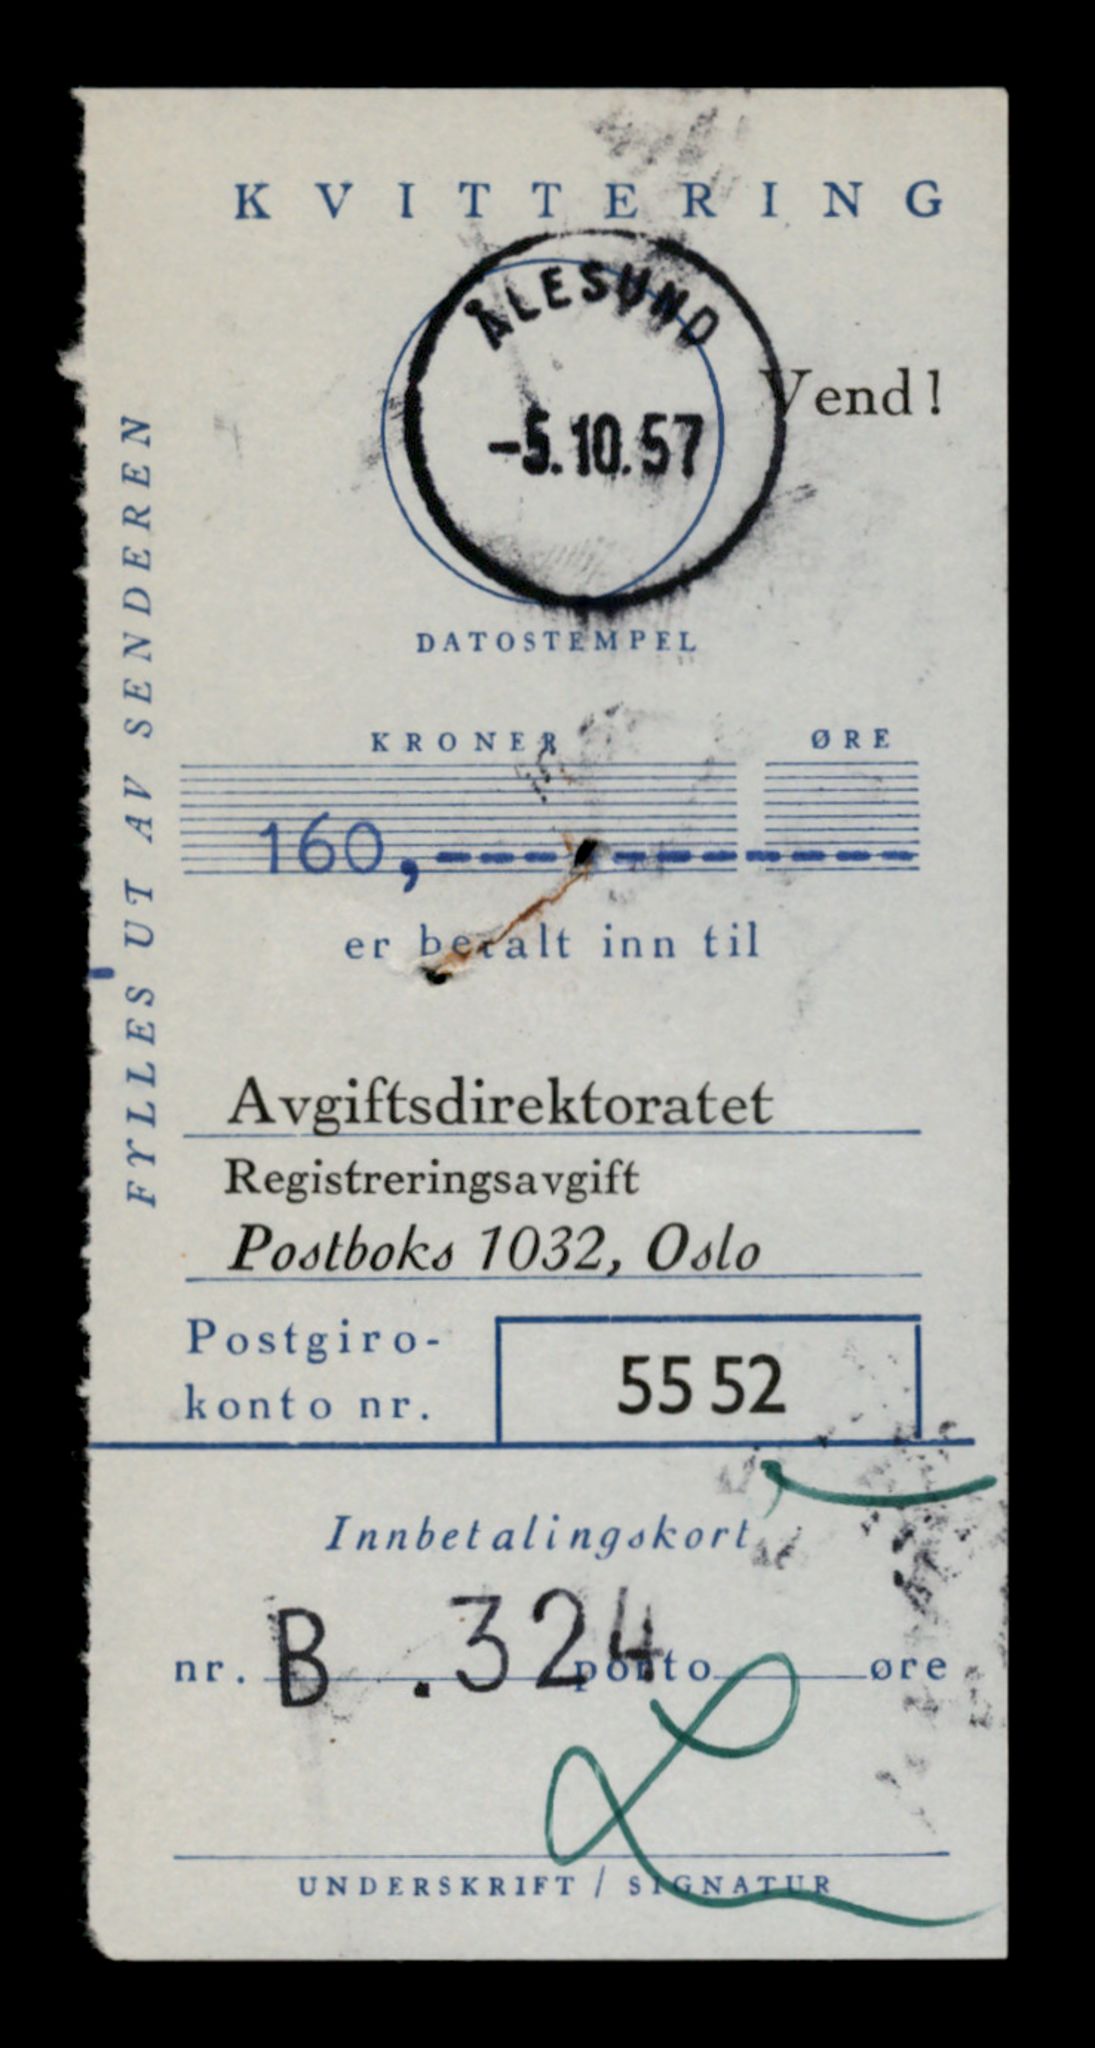 KVITTERING
ÅLESUND
Vend!
-5.10.57
DATOSTEMPEL
FYLLES UT AV SENDEREN
KRONER ØRE
160,
er betalt inn til
Avgiftsdirektoratet
Registreringsavgift
Postboks 1032, Oslo
Postgiro-
konto nr.
55 52
Innbetalingskort
nr. B .324 porto øre
UNDERSKRIFT / SIGNATUR